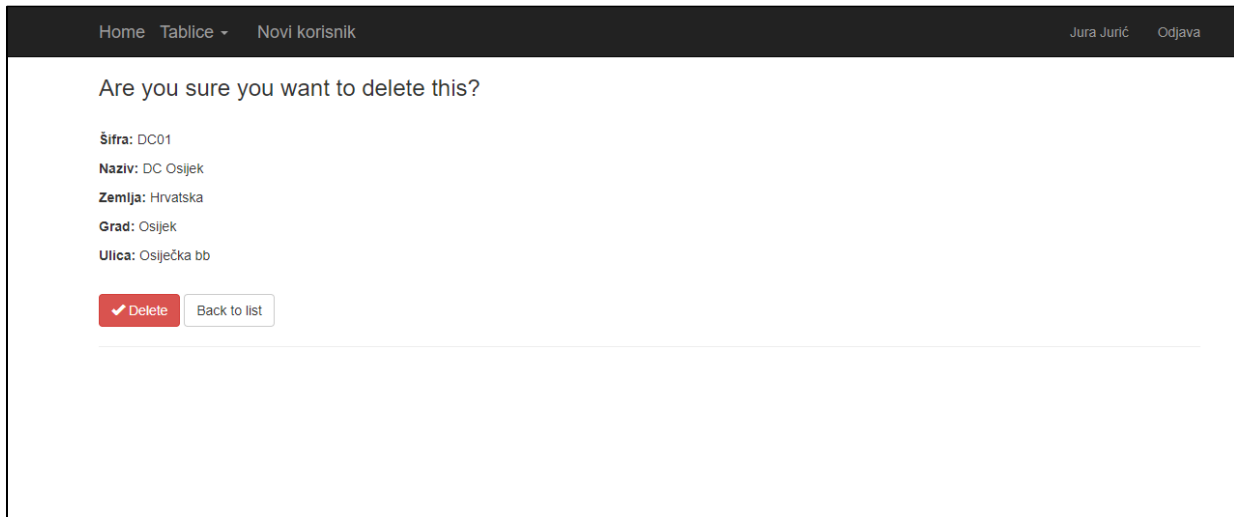 Home Tablice Novi korisnik Jura Jurić Odjava
Are you sure you want to delete this?
Šifra: DC01
Naziv: DC Osijek
Zemlja: Hrvatska
Grad: Osijek
Ulica: Osiječka bb
Delete Back to list